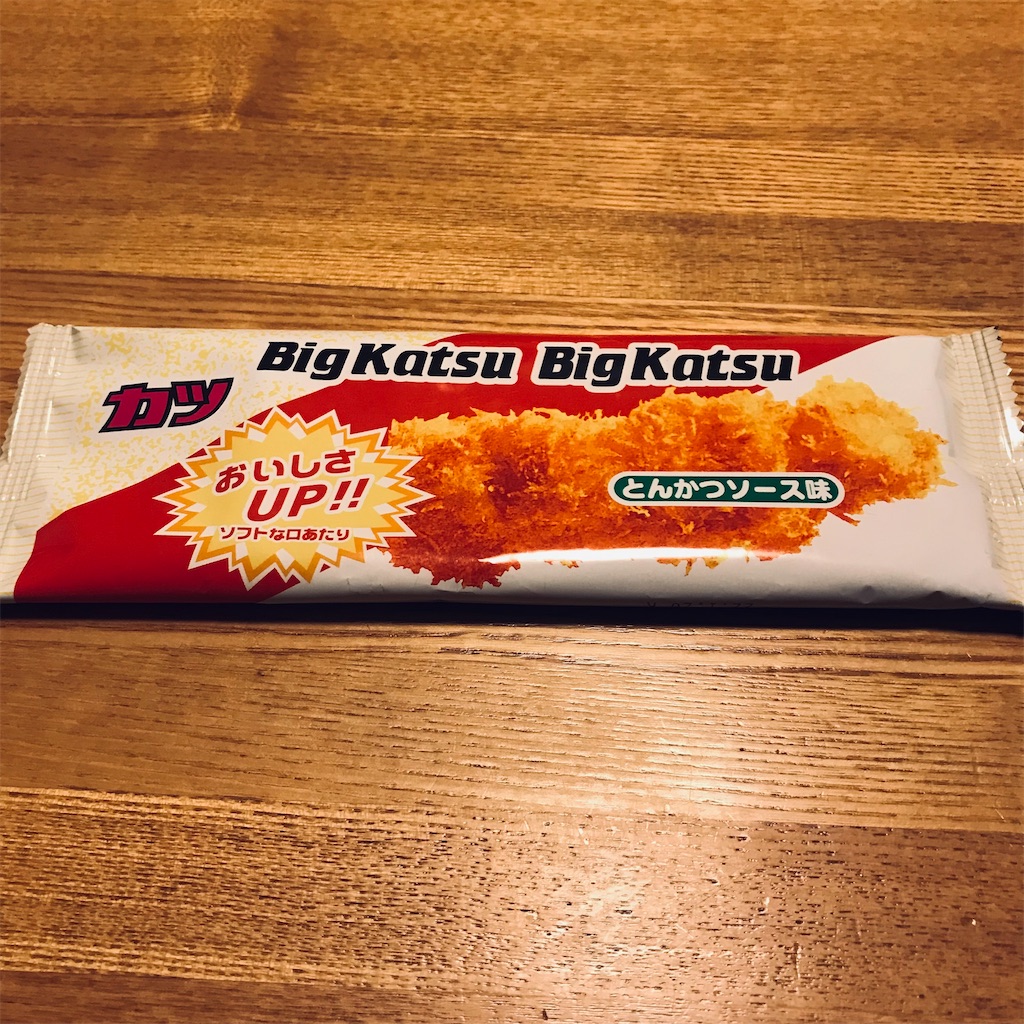 BigKatsu BigKatsu
カツ
おいしさ
UP!!
ソフトな口あたり
とんかつソース味